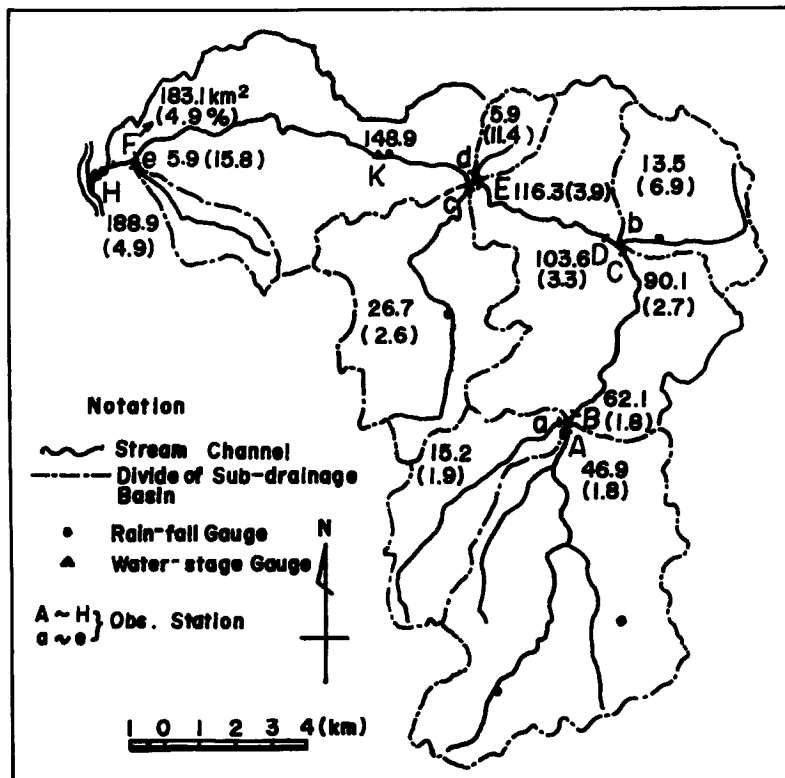 183.1 km²
(4.9 %)
F
e
5.9 (15.8)
H
188.9
(4.9)
148.9
K
d
5.9
(11.4)
c
E
116.3(3.9)
13.5
(6.9)
b
D
C
103.6
(3.3)
90.1
(2.7)
26.7
(2.6)
62.1
(1.8)
a
B
A
15.2
(1.9)
46.9
(1.8)
Notation
Stream Channel
Divide of Sub-drainage
Basin
Rain-fall Gauge
Water-stage Gauge
A ~ H
a ~ e
} Obs. Station
N
1 0 1 2 3 4 (km)